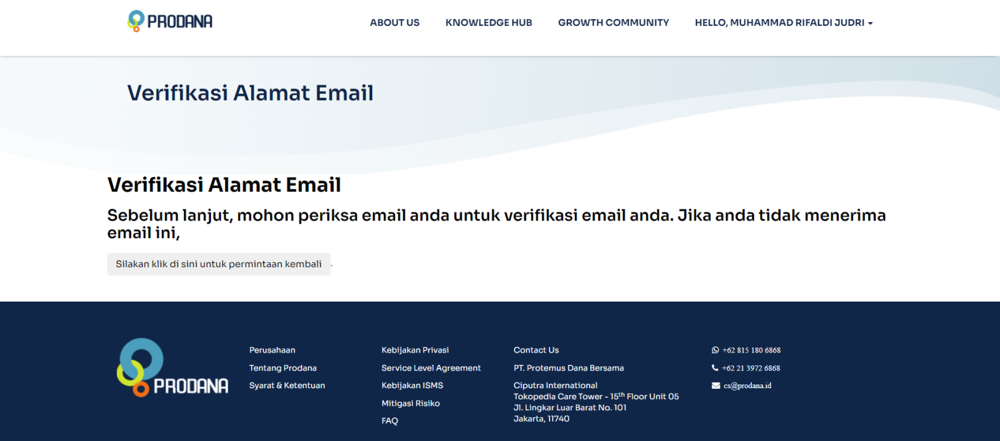 PRODANA
ABOUT US
KNOWLEDGE HUB
GROWTH COMMUNITY
HELLO, MUHAMMAD RIFALDI JUDRI
Verifikasi Alamat Email
Verifikasi Alamat Email
Sebelum lanjut, mohon periksa email anda untuk verifikasi email anda. Jika anda tidak menerima
email ini,
Silakan klik di sini untuk permintaan kembali .
PRODANA
Perusahaan
Tentang Prodana
Syarat & Ketentuan
Kebijakan Privasi
Service Level Agreement
Kebijakan ISMS
Mitigasi Risiko
FAQ
Contact Us
PT. Protemus Dana Bersama
Ciputra International
Tokopedia Care Tower - 15th Floor Unit 05
Jl. Lingkar Luar Barat No. 101
Jakarta, 11740
+62 815 180 6868
+62 21 3972 6868
cs@prodana.id